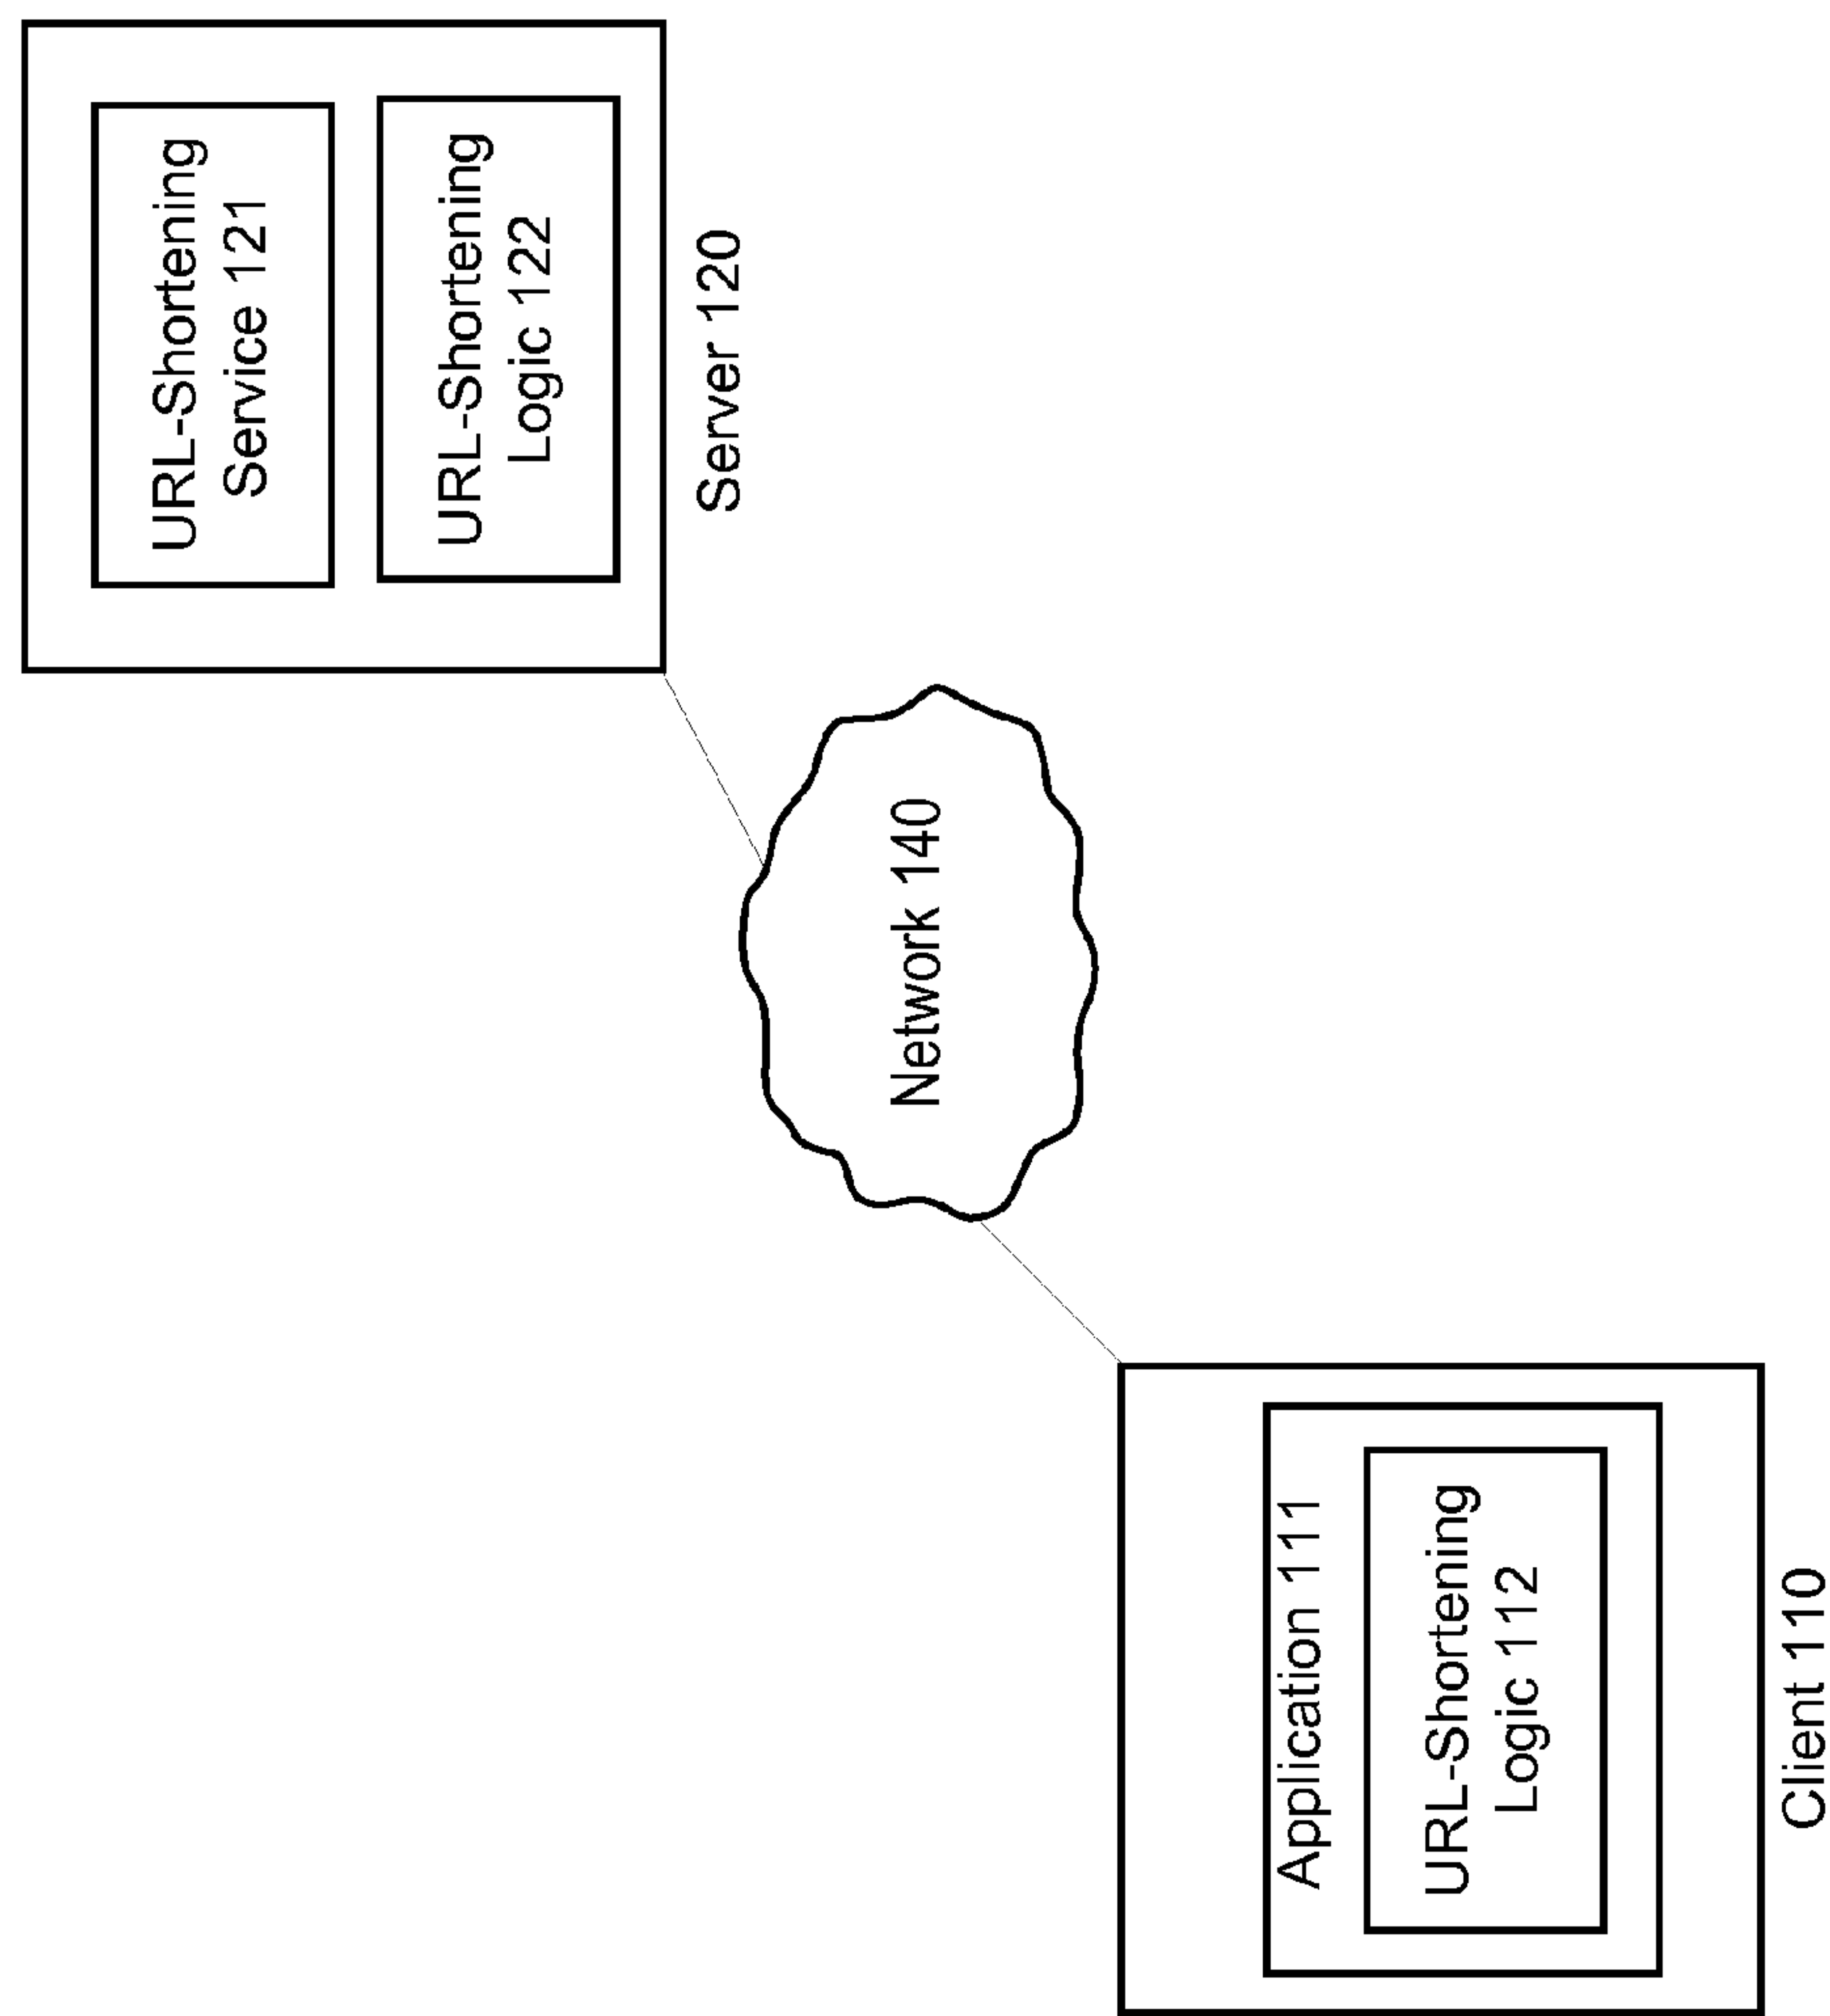 URL-Shortening
Service 121
URL-Shortening
Logic 122
Server 120
Network 140
Application 111
URL-Shortening
Logic 112
Client 110